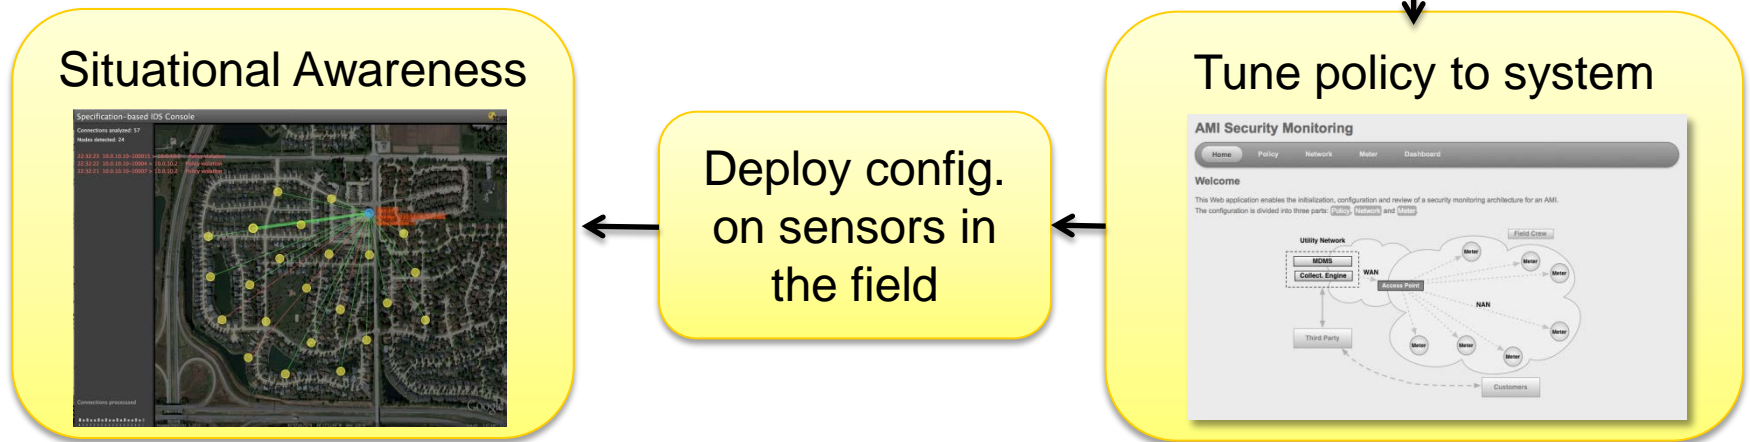 Situational Awareness
Specification-based IDS Console
Connections analyzed: 57
Nodes detected: 24
Connections processed
Google
Deploy config.
on sensors in
the field
Tune policy to system
AMI Security Monitoring
Home Policy Network Meter Dashboard
Welcome
This Web application enables the initialization, configuration and review of a security monitoring architecture for an AMI.
The configuration is divided into three parts: Policy, Network and Meter.
Field Crew
Utility Network
MDMS
Collect. Engine
WAN
Access Point
NAN
Meter
Meter
Meter
Meter
Meter
Meter
Meter
Third Party
Customers